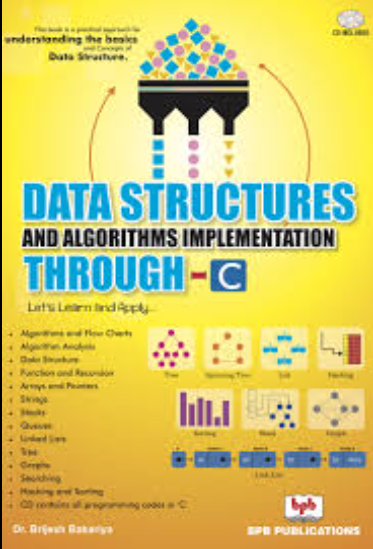 This book is a practical approach for
understanding the basics
and Concepts of
Data Structure.
DATA STRUCTURES
AND ALGORITHMS IMPLEMENTATION
THROUGH - C
Let's Learn And Apply...
Algorithms and Flow Charts
Algorithm Analysis
Data Structure
Function and Recursion
Arrays and Pointers
Strings
Stacks
Queues
Linked Lists
Tree
Graphs
Searching
Hashing and Sorting
CD contains all programming codes in 'C'
Tree
Spanning Tree
List
Hashing
Sorting
Heap
Graph
Link List
Dr. Brijesh Bakariya
bpb
BPB PUBLICATIONS